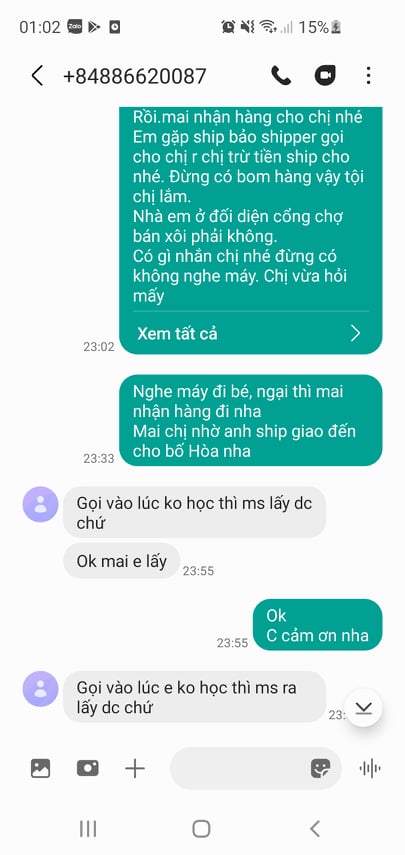 01:02 Zalo 15%
+84886620087
Rồi.mai nhận hàng cho chị nhé
Em gặp ship bảo shipper gọi
cho chị r chị trừ tiền ship cho
nhé. Đừng có bom hàng vậy tội
chị lắm.
Nhà em ở đối diện cổng chợ
bán xôi phải không.
Có gì nhắn chị nhé đừng có
không nghe máy. Chị vừa hỏi
mấy
Xem tất cả
23:02
Nghe máy đi bé, ngại thì mai
nhận hàng đi nha
Mai chị nhờ anh ship giao đến
cho bố Hòa nha
23:33
Gọi vào lúc ko học thì ms lấy dc
chứ
Ok mai e lấy
23:55
Ok
C cảm ơn nha
23:55
Gọi vào lúc e ko học thì ms ra
lấy dc chứ
23: